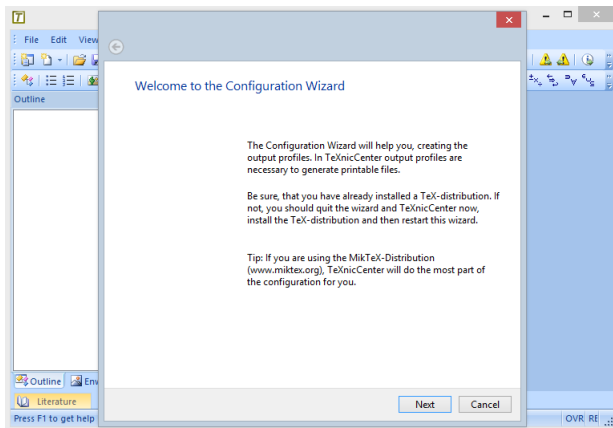 File Edit View
Outline
Welcome to the Configuration Wizard
The Configuration Wizard will help you, creating the
output profiles. In TeXnicCenter output profiles are
necessary to generate printable files.
Be sure, that you have already installed a TeX-distribution. If
not, you should quit the wizard and TeXnicCenter now,
install the TeX-distribution and then restart this wizard.
Tip: If you are using the MikTeX-Distribution
(www.miktex.org), TeXnicCenter will do the most part of
the configuration for you.
Outline Env
Literature
Next Cancel
Press F1 to get help OVR RE